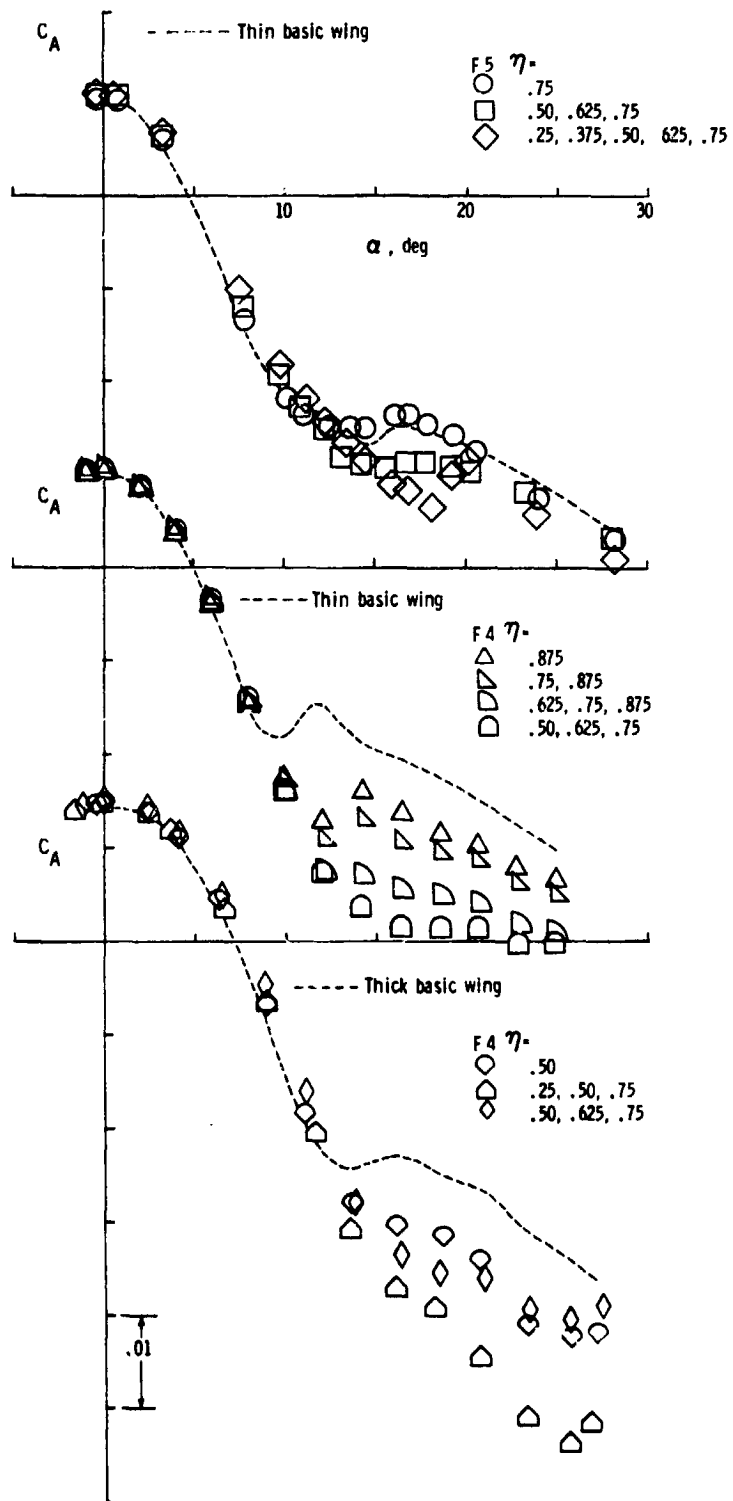 C_A
Thin basic wing
F5 η=
.75
.50, .625, .75
.25, .375, .50, 625, .75
10 20 30
α, deg
C_A
Thin basic wing
F4 η=
.875
.75, .875
.625, .75, .875
.50, .625, .75
C_A
Thick basic wing
F4 η=
.50
.25, .50, .75
.50, .625, .75
.01